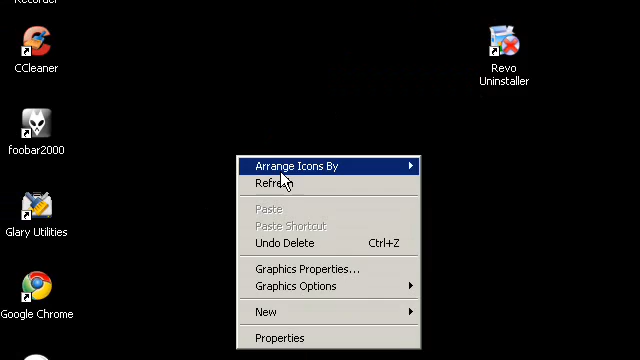 Recorder
CCleaner
foobar2000
Glary Utilities
Google Chrome
Revo
Uninstaller
Arrange Icons By
Refresh
Paste
Paste Shortcut
Undo Delete Ctrl+Z
Graphics Properties...
Graphics Options
New
Properties